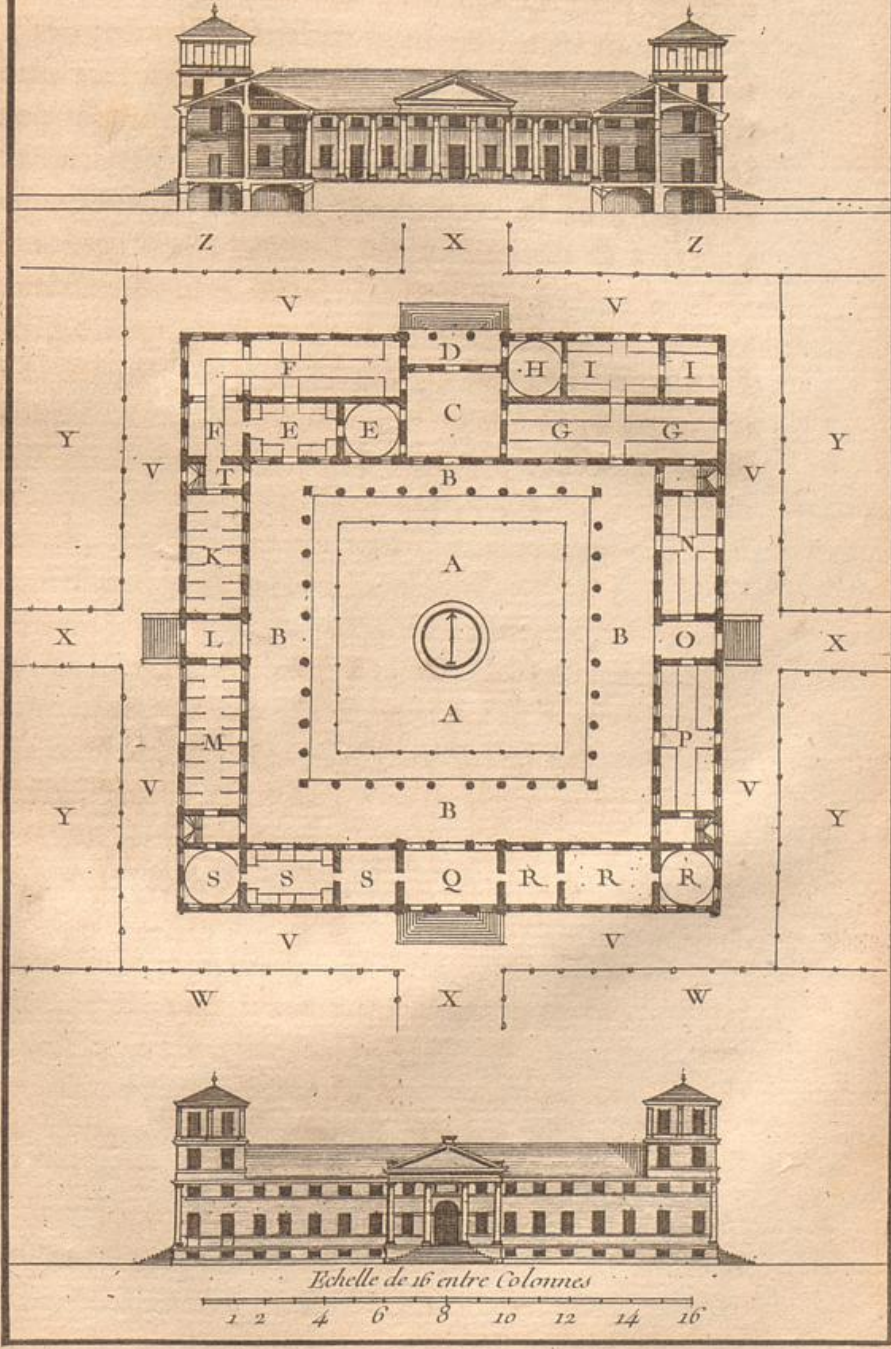 Z X Z
V V
D
F H I I
C
Y F E E G G Y
V T B V
K A N
X L B B O X
M A P
V V
Y B Y
S S S Q R R R
V V
W X W
Echelle de 16 entre Colonnes
1 2 4 6 8 10 12 14 16